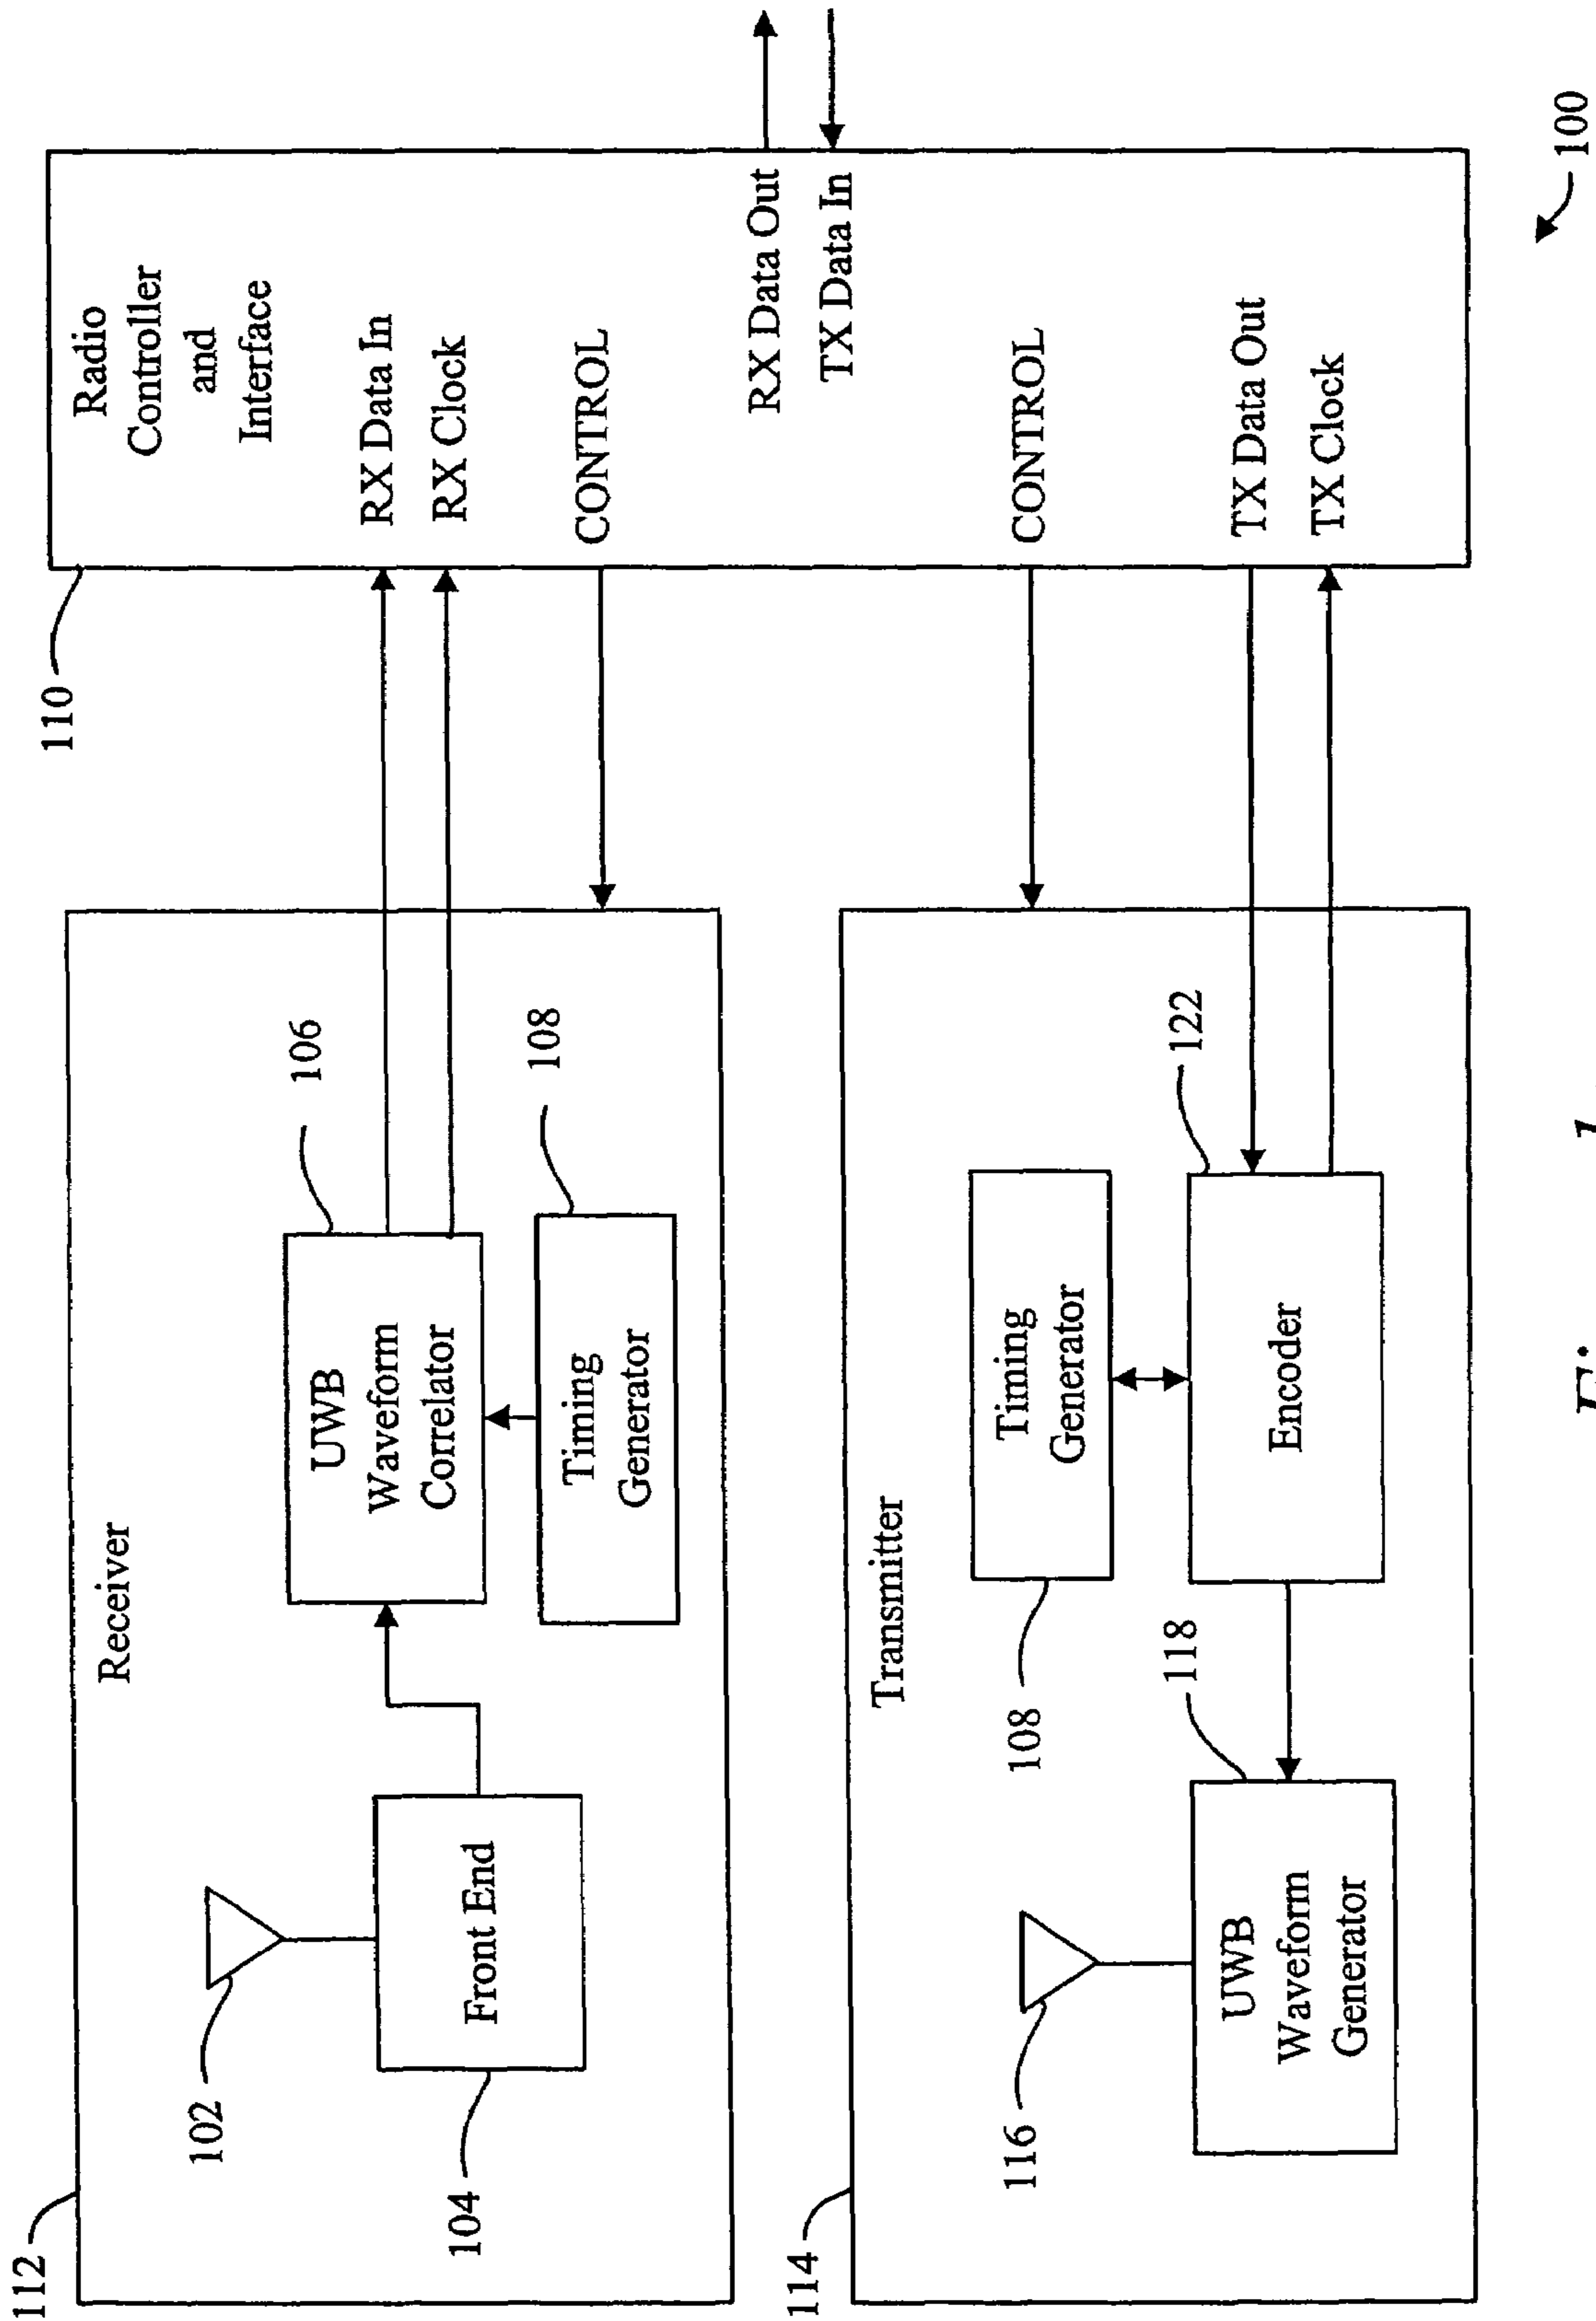 112
Receiver
102
104
Front End
UWB
Waveform
Correlator
106
Timing
Generator
108
110
Radio
Controller
and
Interface
RX Data In
RX Clock
CONTROL
RX Data Out
TX Data In
CONTROL
TX Data Out
TX Clock
114
Transmitter
116
UWB
Waveform
Generator
118
108
Timing
Generator
Encoder
122
100